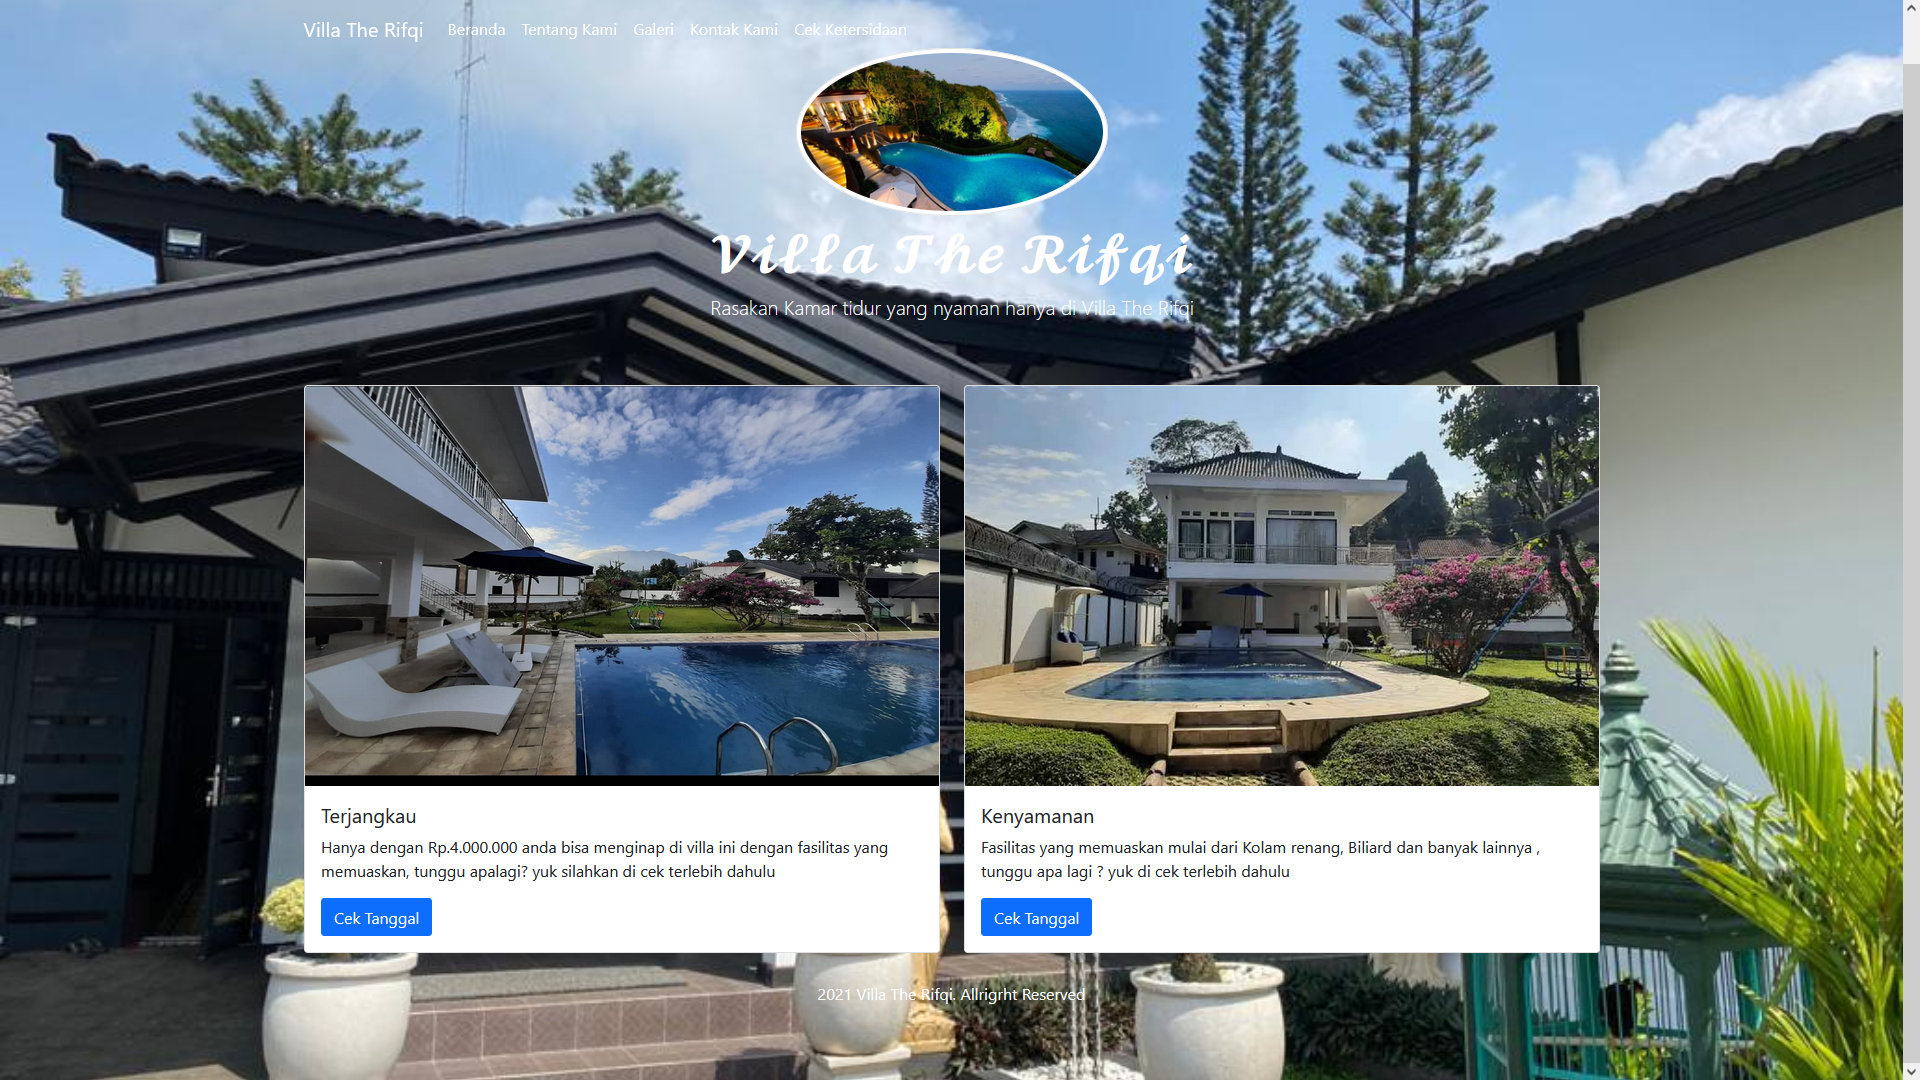 Villa The Rifqi Beranda Tentang Kami Galeri Kontak Kami Cek Ketersidaan
Villa The Rifqi
Rasakan Kamar tidur yang nyaman hanya di Villa The Rifqi
Terjangkau
Hanya dengan Rp.4.000.000 anda bisa menginap di villa ini dengan fasilitas yang
memuaskan, tunggu apalagi? yuk silahkan di cek terlebih dahulu
Cek Tanggal
Kenyamanan
Fasilitas yang memuaskan mulai dari Kolam renang, Biliard dan banyak lainnya ,
tunggu apa lagi ? yuk di cek terlebih dahulu
Cek Tanggal
2021 Villa The Rifqi. Allrigrht Reserved